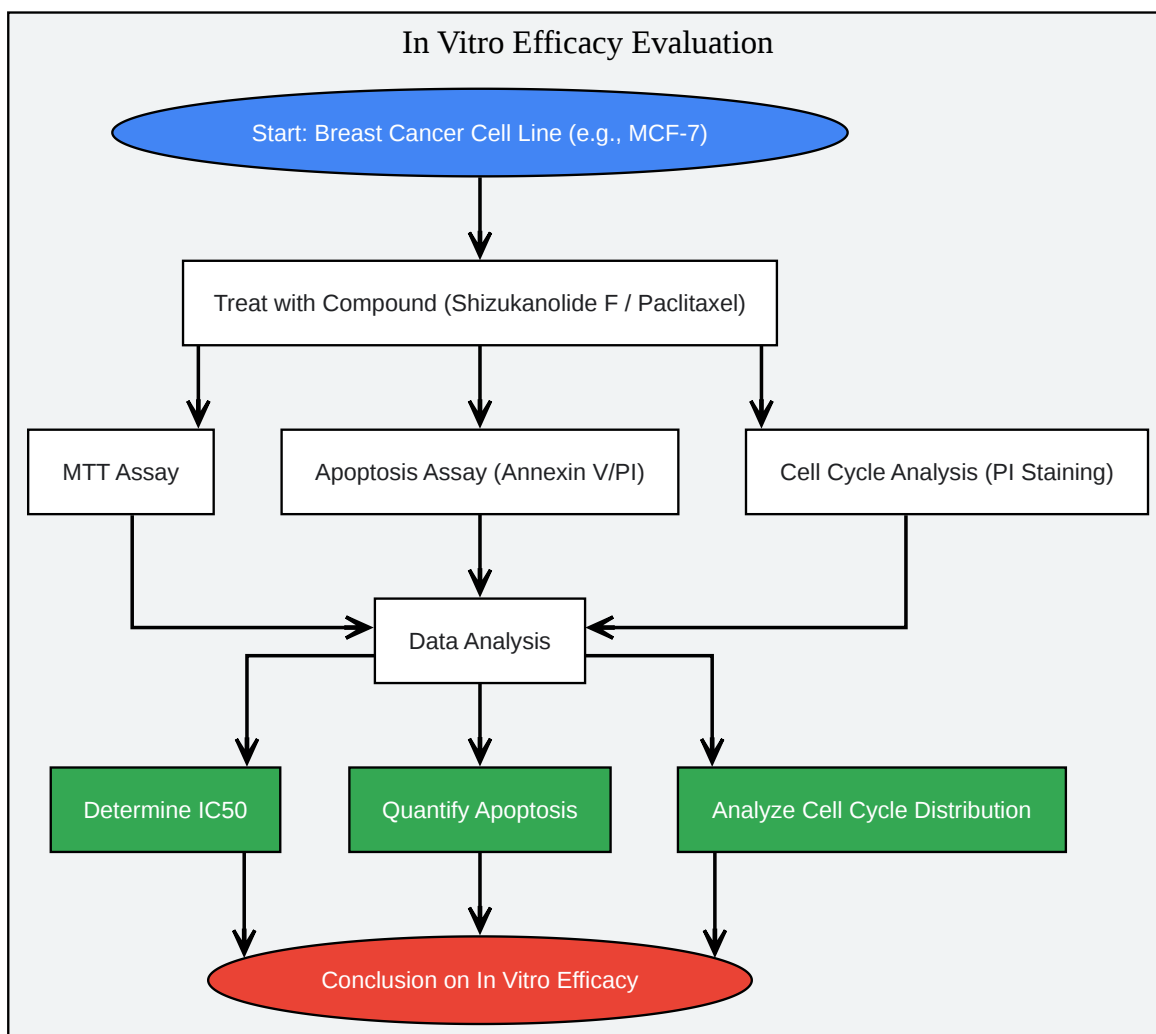 In Vitro Efficacy Evaluation
Start: Breast Cancer Cell Line (e.g., MCF-7)
Treat with Compound (Shizukanolide F / Paclitaxel)
MTT Assay
Apoptosis Assay (Annexin V/PI)
Cell Cycle Analysis (PI Staining)
Data Analysis
Determine IC50
Quantify Apoptosis
Analyze Cell Cycle Distribution
Conclusion on In Vitro Efficacy